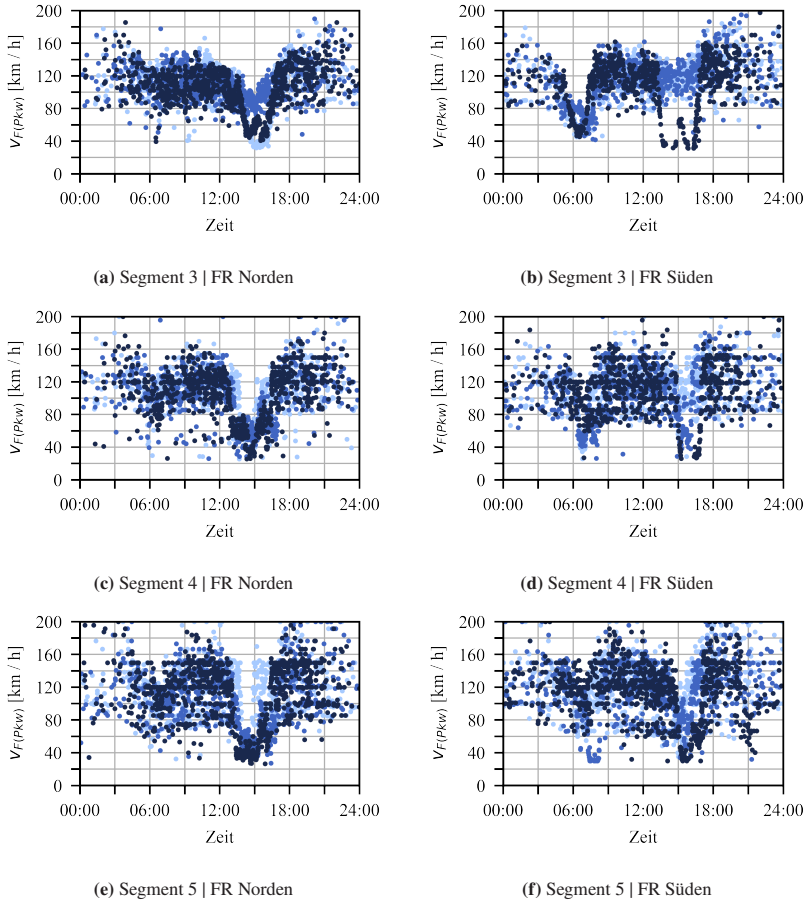 200
160
120
80
40
0
V_F(Pkw) [km / h]
00:00 06:00 12:00 18:00 24:00
Zeit
(a) Segment 3 | FR Norden
200
160
120
80
40
0
V_F(Pkw) [km / h]
00:00 06:00 12:00 18:00 24:00
Zeit
(b) Segment 3 | FR Süden
200
160
120
80
40
0
V_F(Pkw) [km / h]
00:00 06:00 12:00 18:00 24:00
Zeit
(c) Segment 4 | FR Norden
200
160
120
80
40
0
V_F(Pkw) [km / h]
00:00 06:00 12:00 18:00 24:00
Zeit
(d) Segment 4 | FR Süden
200
160
120
80
40
0
V_F(Pkw) [km / h]
00:00 06:00 12:00 18:00 24:00
Zeit
(e) Segment 5 | FR Norden
200
160
120
80
40
0
V_F(Pkw) [km / h]
00:00 06:00 12:00 18:00 24:00
Zeit
(f) Segment 5 | FR Süden